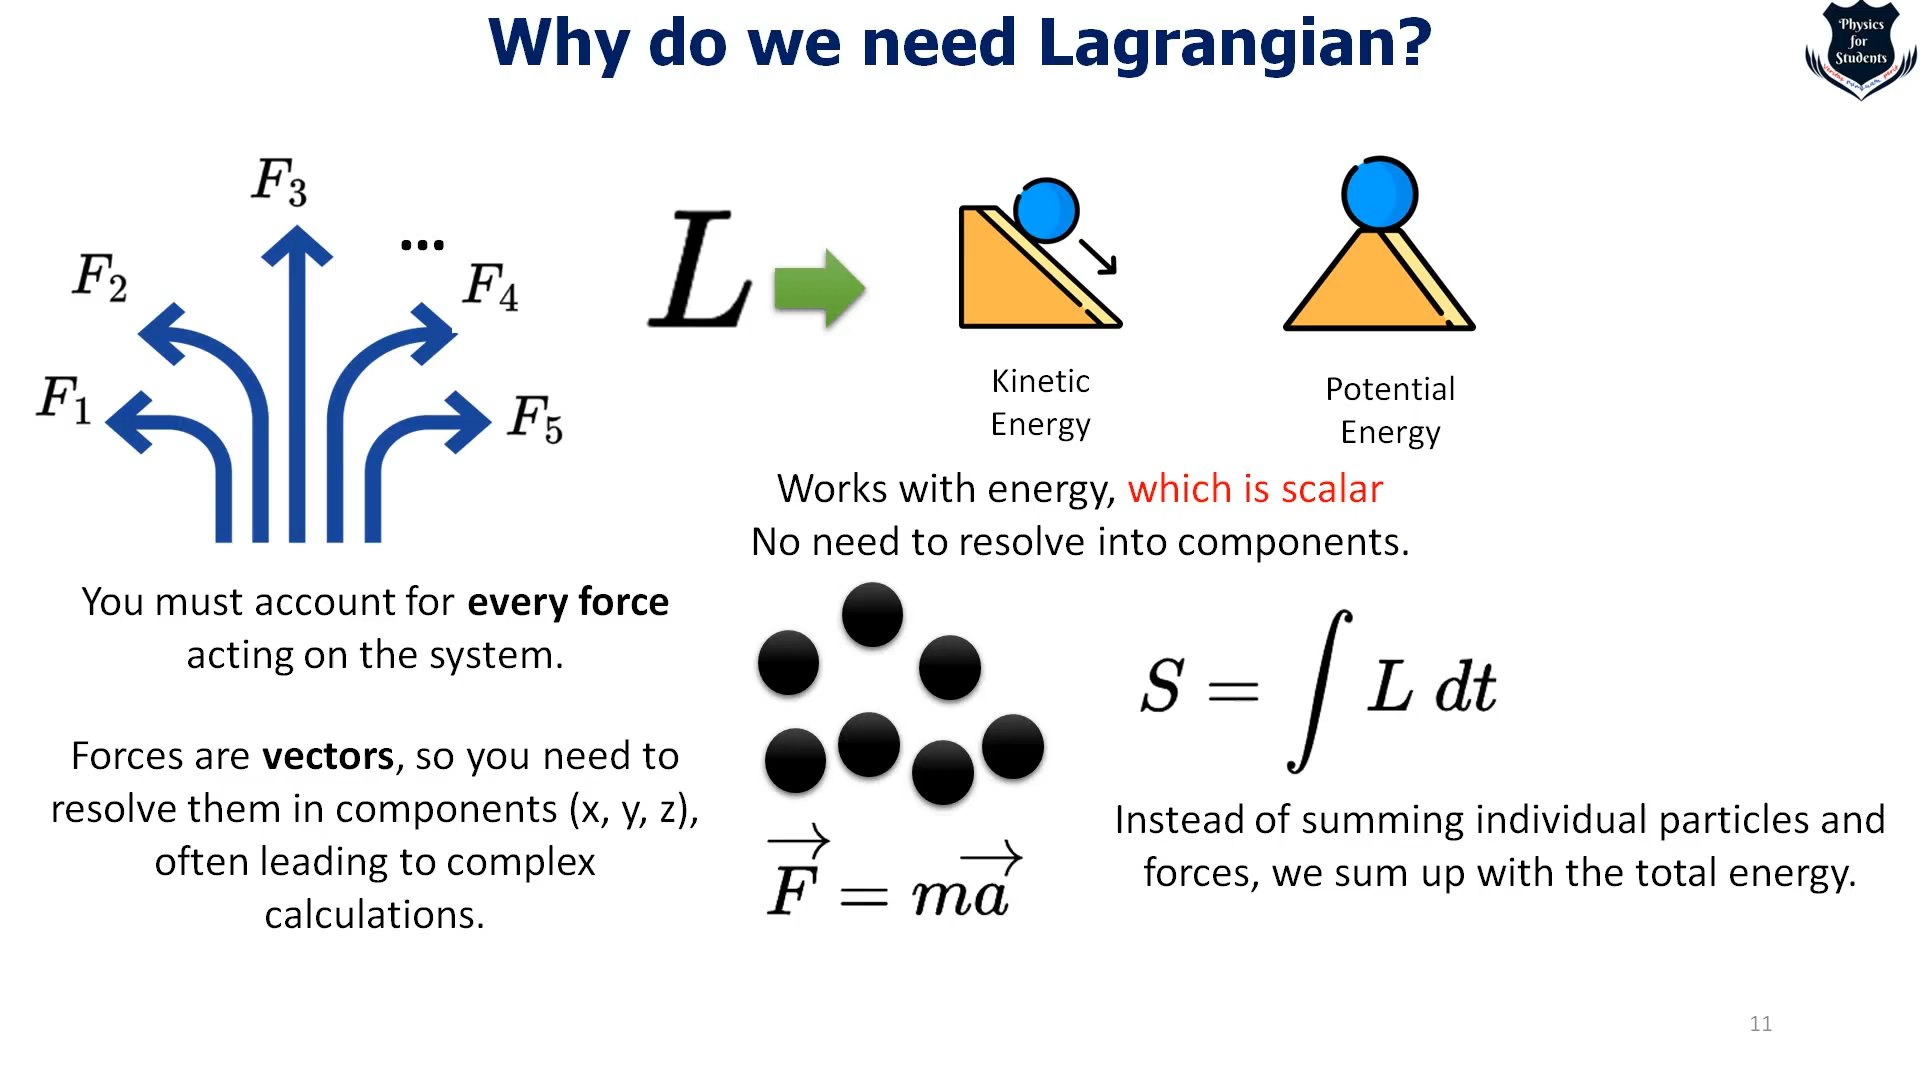 Why do we need Lagrangian?
Physics
for
Students
F₃
...
F₂
F₄
F₁
F₅
L
Kinetic
Energy
Potential
Energy
Works with energy, which is scalar
No need to resolve into components.
You must account for every force
acting on the system.
Forces are vectors, so you need to
resolve them in components (x, y, z),
often leading to complex
calculations.
F⃗ = ma⃗
S = ∫ L dt
Instead of summing individual particles and
forces, we sum up with the total energy.
11